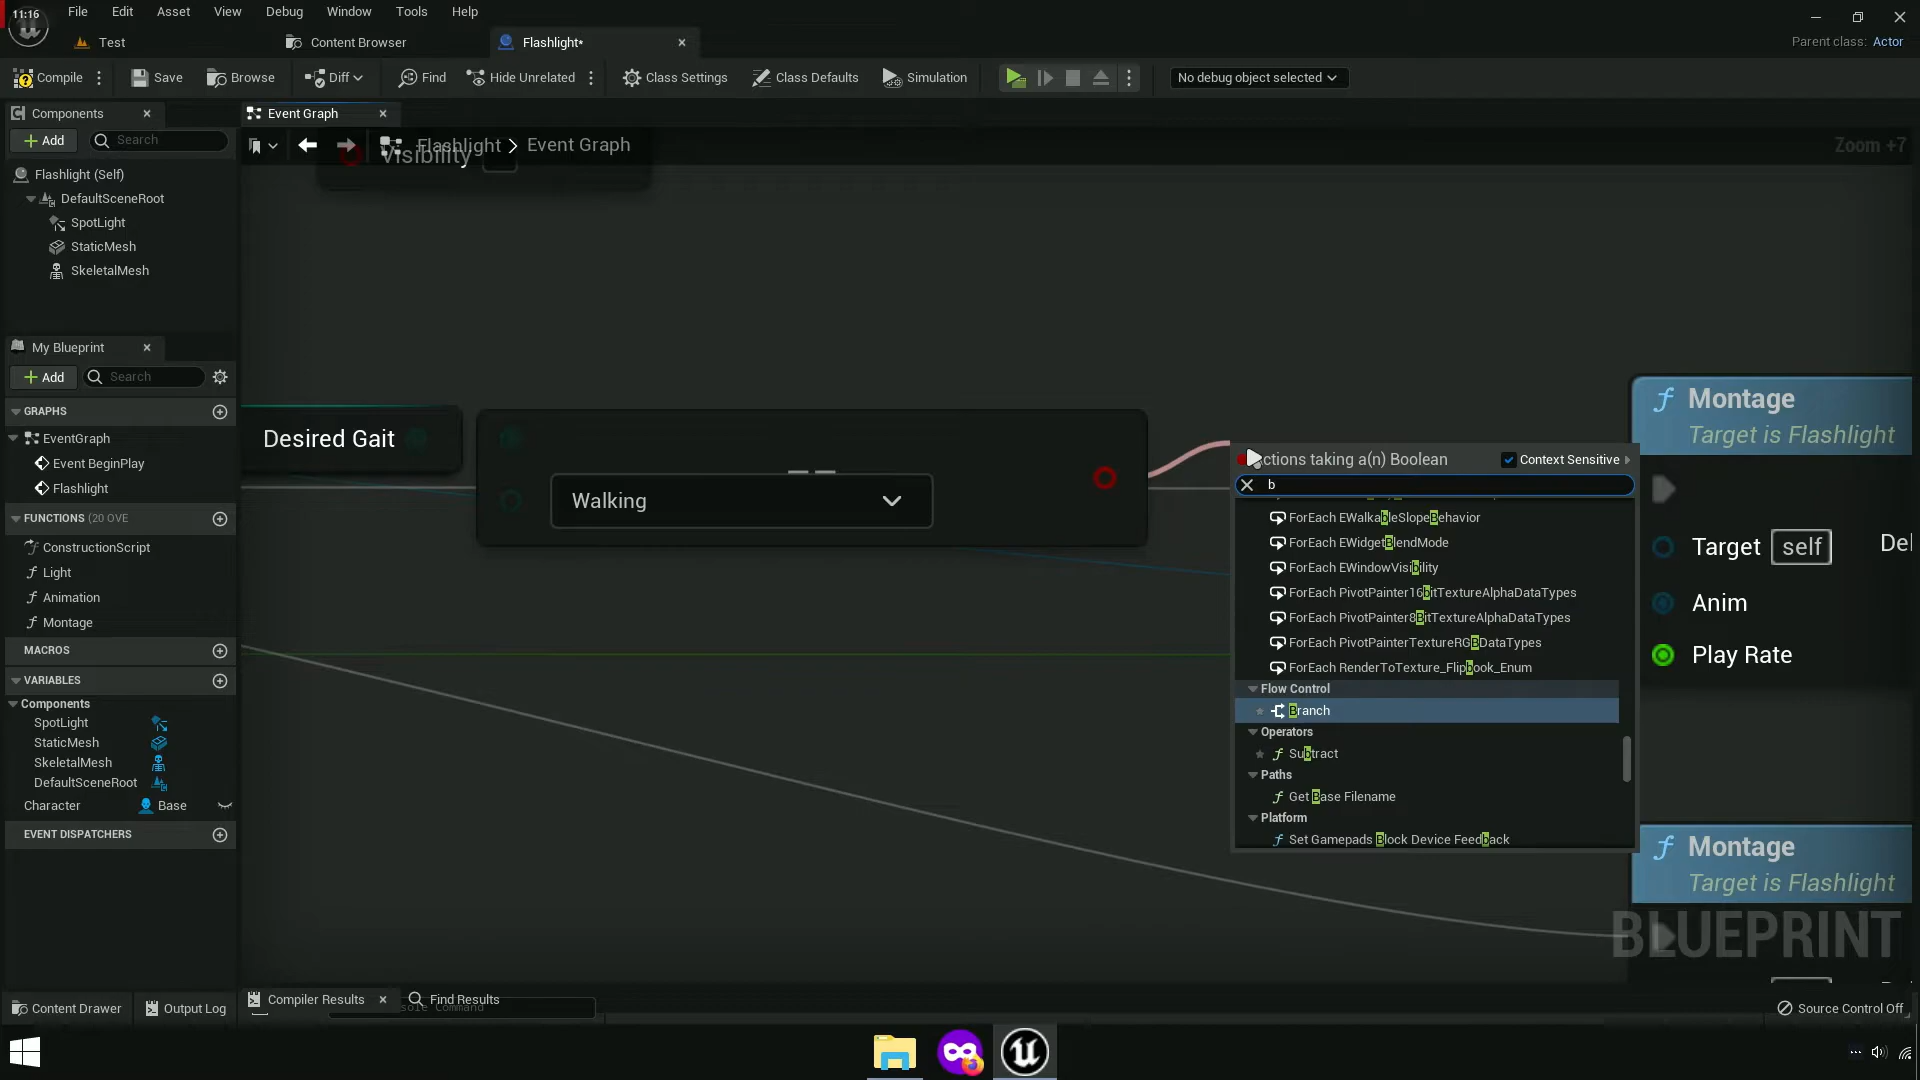 11:16
File Edit Asset View Debug Window Tools Help
Test Content Browser Flashlight*
Parent class: Actor
Compile Save Browse Diff Find Hide Unrelated Class Settings Class Defaults Simulation No debug object selected
Components Event Graph
+ Add Search
Flashlight > Event Graph
Zoom +7
Visibility
Flashlight (Self)
DefaultSceneRoot
SpotLight
StaticMesh
SkeletalMesh
My Blueprint
+ Add Search
GRAPHS
EventGraph
Event BeginPlay
Flashlight
FUNCTIONS (20 OVE
ConstructionScript
Light
Animation
Montage
MACROS
VARIABLES
Components
SpotLight
StaticMesh
SkeletalMesh
DefaultSceneRoot
Character Base
EVENT DISPATCHERS
Desired Gait
Walking
ctions taking a(n) Boolean Context Sensitive
b
ForEach EWalkableSlopeBehavior
ForEach EWidgetBlendMode
ForEach EWindowVisibility
ForEach PivotPainter16bitTextureAlphaDataTypes
ForEach PivotPainter8BitTextureAlphaDataTypes
ForEach PivotPainterTextureRGBDataTypes
ForEach RenderToTexture_Flipbook_Enum
Flow Control
Branch
Operators
Subtract
Paths
Get Base Filename
Platform
Set Gamepads Block Device Feedback
Montage
Target is Flashlight
Target self Del
Anim
Play Rate
Montage
Target is Flashlight
BLUEPRINT
Compiler Results Find Results
Content Drawer Output Log
Source Control Off